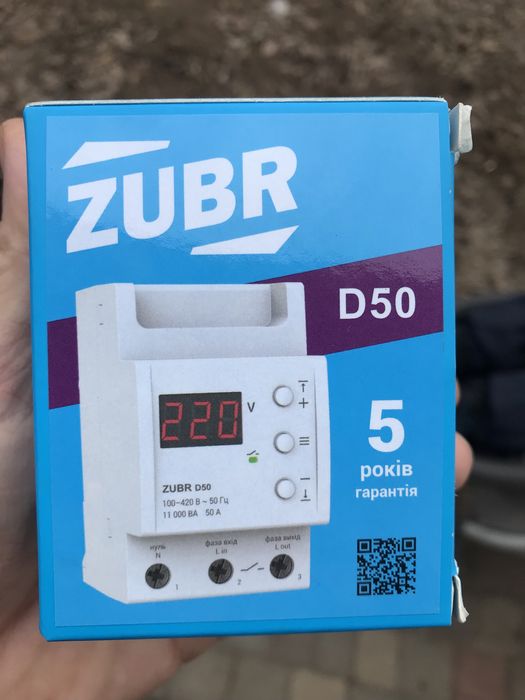 ZUBR
D50
220 V
+
ZUBR D50
100–420 В ~ 50 Гц
11 000 ВА 50 А
5
років
гарантія
нуль фаза вхід фаза вихід
N L in L out
1 2 3